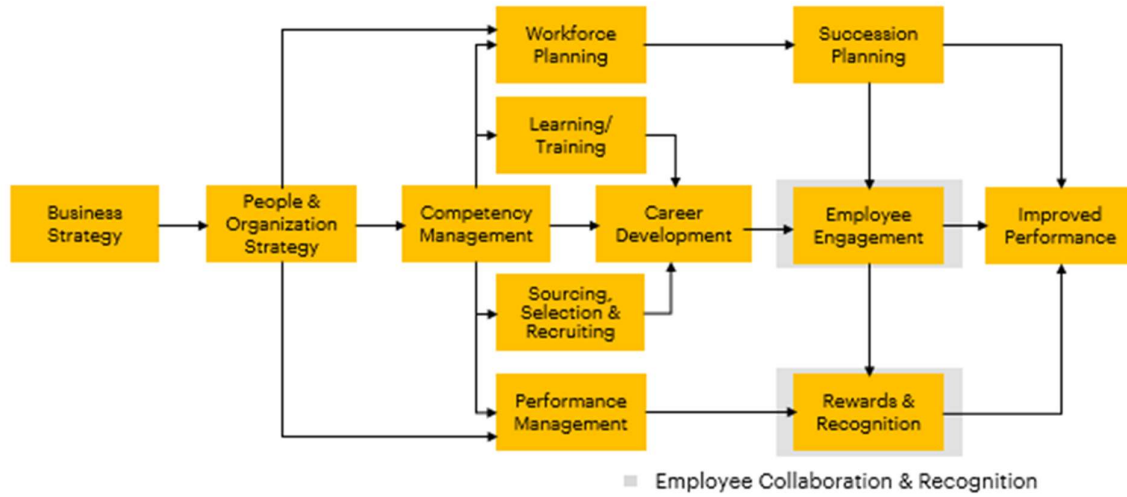 Workforce
Planning
Succession
Planning
Learning/
Training
Business
Strategy
People &
Organization
Strategy
Competency
Management
Career
Development
Employee
Engagement
Improved
Performance
Sourcing,
Selection &
Recruiting
Performance
Management
Rewards &
Recognition
Employee Collaboration & Recognition